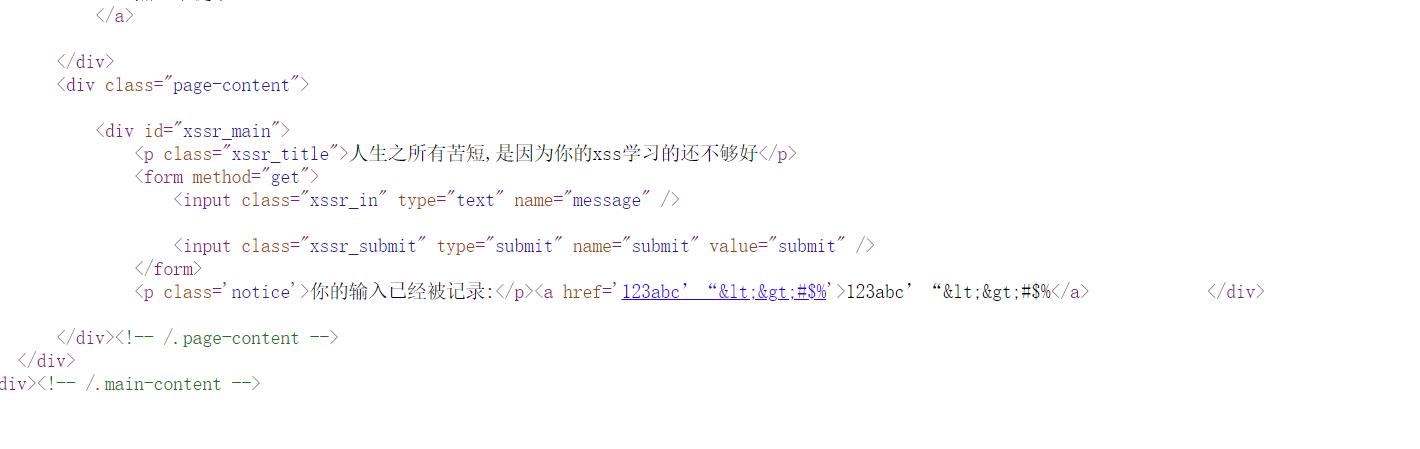 </a>
</div>
<div class="page-content">
<div id="xssr_main">
<p class="xssr_title">人生之所有苦短,是因为你的xss学习的还不够好</p>
<form method="get">
<input class="xssr_in" type="text" name="message" />
<input class="xssr_submit" type="submit" name="submit" value="submit" />
</form>
<p class='notice'>你的输入已经被记录:</p><a href='123abc’“&lt;&gt;#$%'>123abc’“&lt;&gt;#$%</a> </div>
</div><!-- /.page-content -->
</div>
div><!-- /.main-content -->